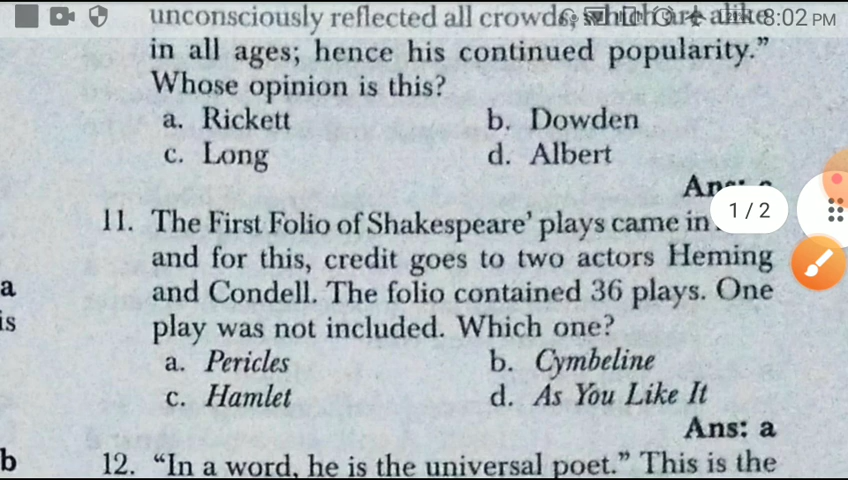 8:02 PM
unconsciously reflected all crowds, which are alike
in all ages; hence his continued popularity.”
Whose opinion is this?
a. Rickett b. Dowden
c. Long d. Albert
Ans: c
1 / 2
11. The First Folio of Shakespeare’ plays came in
and for this, credit goes to two actors Heming
a and Condell. The folio contained 36 plays. One
is play was not included. Which one?
a. Pericles b. Cymbeline
c. Hamlet d. As You Like It
Ans: a
b 12. “In a word, he is the universal poet.” This is the